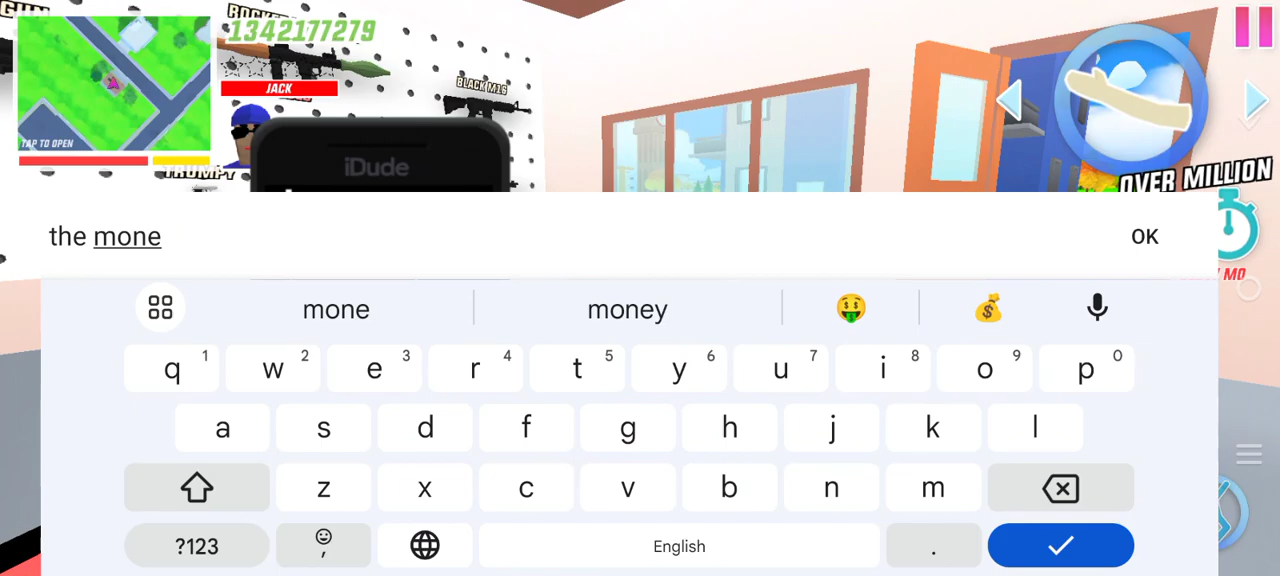 GUN
ROCKET
1342177279
JACK
BLACK M16
TAP TO OPEN
TRUMPY
iDude
OVER MILLION
the mone
OK
mone money
q 1 w 2 e 3 r 4 t 5 y 6 u 7 i 8 o 9 p 0
a s d f g h j k l
z x c v b n m
?123 , English .